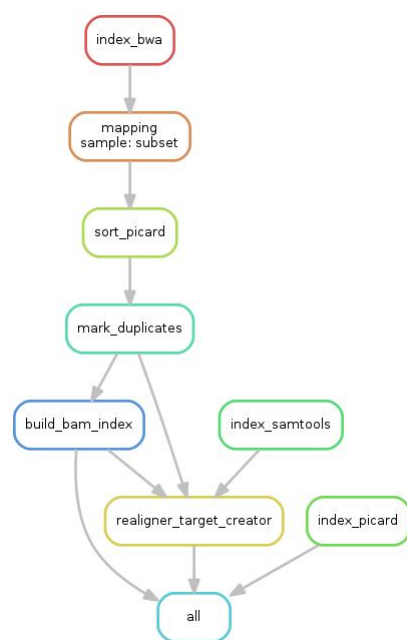 index_bwa
mapping
sample: subset
sort_picard
mark_duplicates
build_bam_index
index_samtools
realigner_target_creator
index_picard
all